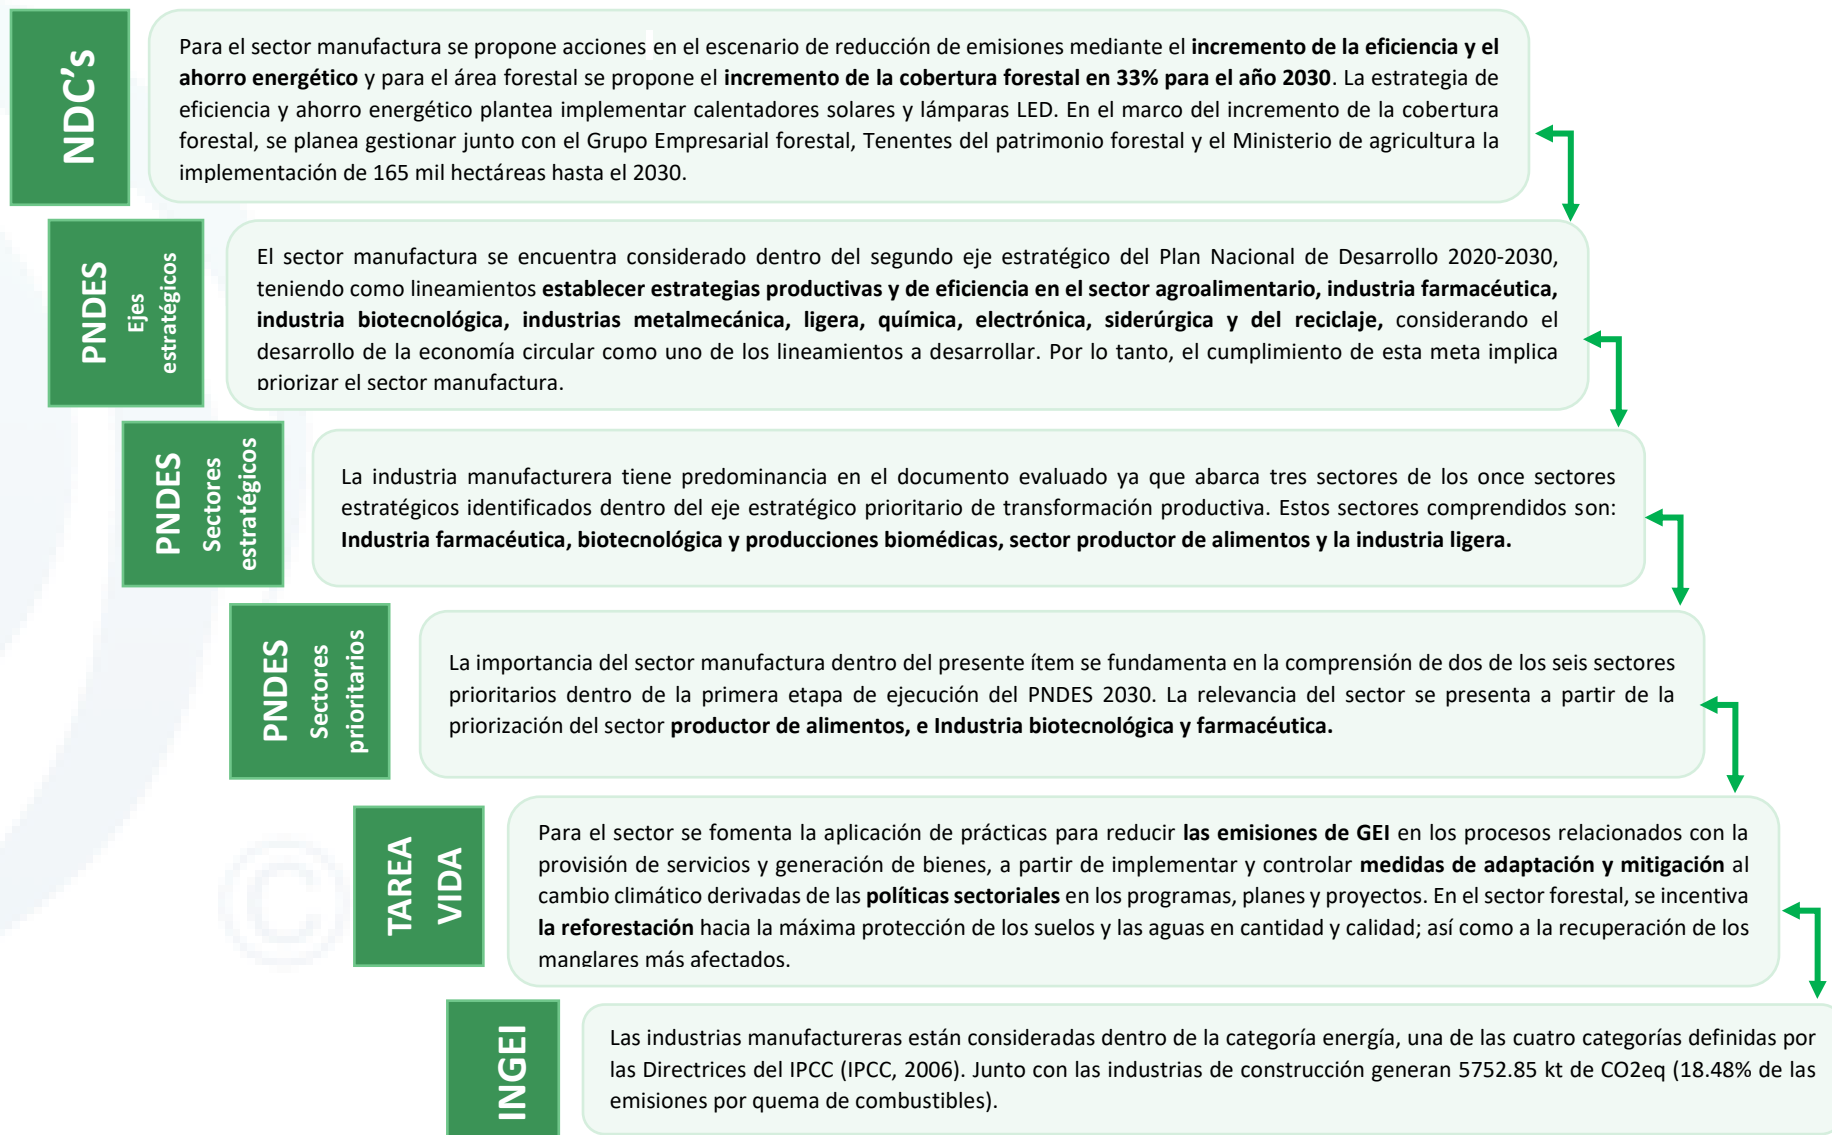 NDC's
Para el sector manufactura se propone acciones en el escenario de reducción de emisiones mediante el incremento de la eficiencia y el
ahorro energético y para el área forestal se propone el incremento de la cobertura forestal en 33% para el año 2030. La estrategia de
eficiencia y ahorro energético plantea implementar calentadores solares y lámparas LED. En el marco del incremento de la cobertura
forestal, se planea gestionar junto con el Grupo Empresarial forestal, Tenentes del patrimonio forestal y el Ministerio de agricultura la
implementación de 165 mil hectáreas hasta el 2030.
PNDES
Ejes
estratégicos
El sector manufactura se encuentra considerado dentro del segundo eje estratégico del Plan Nacional de Desarrollo 2020-2030,
teniendo como lineamientos establecer estrategias productivas y de eficiencia en el sector agroalimentario, industria farmacéutica,
industria biotecnológica, industrias metalmecánica, ligera, química, electrónica, siderúrgica y del reciclaje, considerando el
desarrollo de la economía circular como uno de los lineamientos a desarrollar. Por lo tanto, el cumplimiento de esta meta implica
priorizar el sector manufactura.
PNDES
Sectores
estratégicos
La industria manufacturera tiene predominancia en el documento evaluado ya que abarca tres sectores de los once sectores
estratégicos identificados dentro del eje estratégico prioritario de transformación productiva. Estos sectores comprendidos son:
Industria farmacéutica, biotecnológica y producciones biomédicas, sector productor de alimentos y la industria ligera.
PNDES
Sectores
prioritarios
La importancia del sector manufactura dentro del presente ítem se fundamenta en la comprensión de dos de los seis sectores
prioritarios dentro de la primera etapa de ejecución del PNDES 2030. La relevancia del sector se presenta a partir de la
priorización del sector productor de alimentos, e Industria biotecnológica y farmacéutica.
TAREA
VIDA
Para el sector se fomenta la aplicación de prácticas para reducir las emisiones de GEI en los procesos relacionados con la
provisión de servicios y generación de bienes, a partir de implementar y controlar medidas de adaptación y mitigación al
cambio climático derivadas de las políticas sectoriales en los programas, planes y proyectos. En el sector forestal, se incentiva
la reforestación hacia la máxima protección de los suelos y las aguas en cantidad y calidad; así como a la recuperación de los
manglares más afectados.
INGEI
Las industrias manufactureras están consideradas dentro de la categoría energía, una de las cuatro categorías definidas por
las Directrices del IPCC (IPCC, 2006). Junto con las industrias de construcción generan 5752.85 kt de CO2eq (18.48% de las
emisiones por quema de combustibles).
©